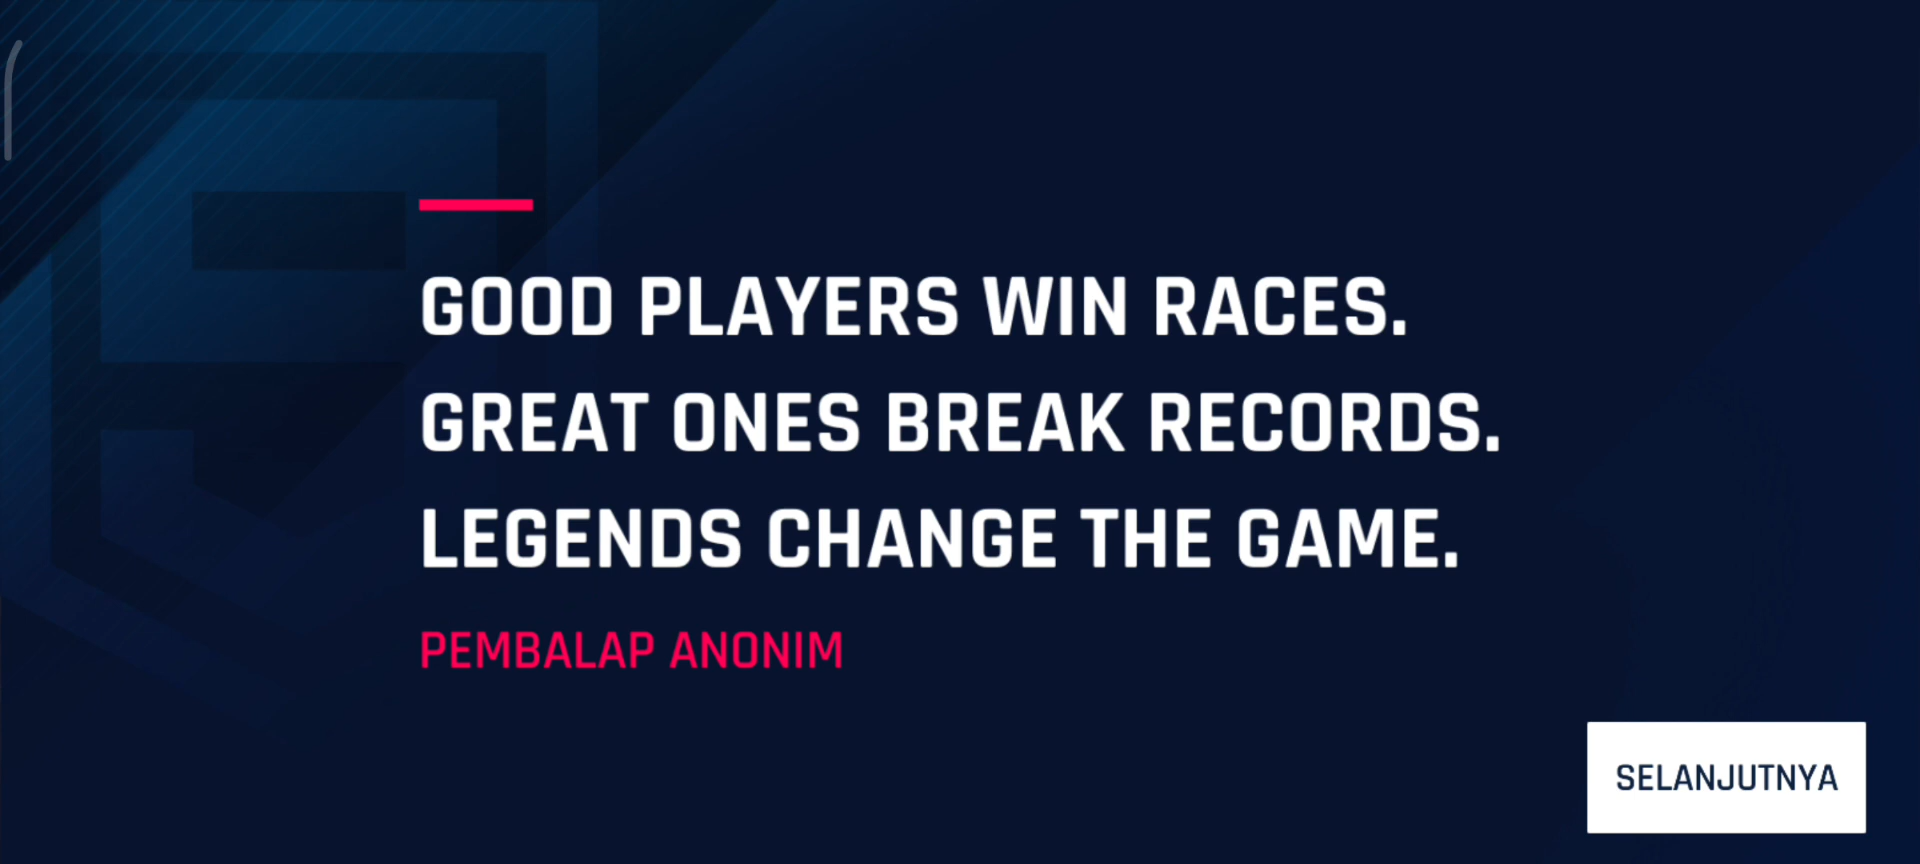 GOOD PLAYERS WIN RACES.
GREAT ONES BREAK RECORDS.
LEGENDS CHANGE THE GAME.
PEMBALAP ANONIM
SELANJUTNYA